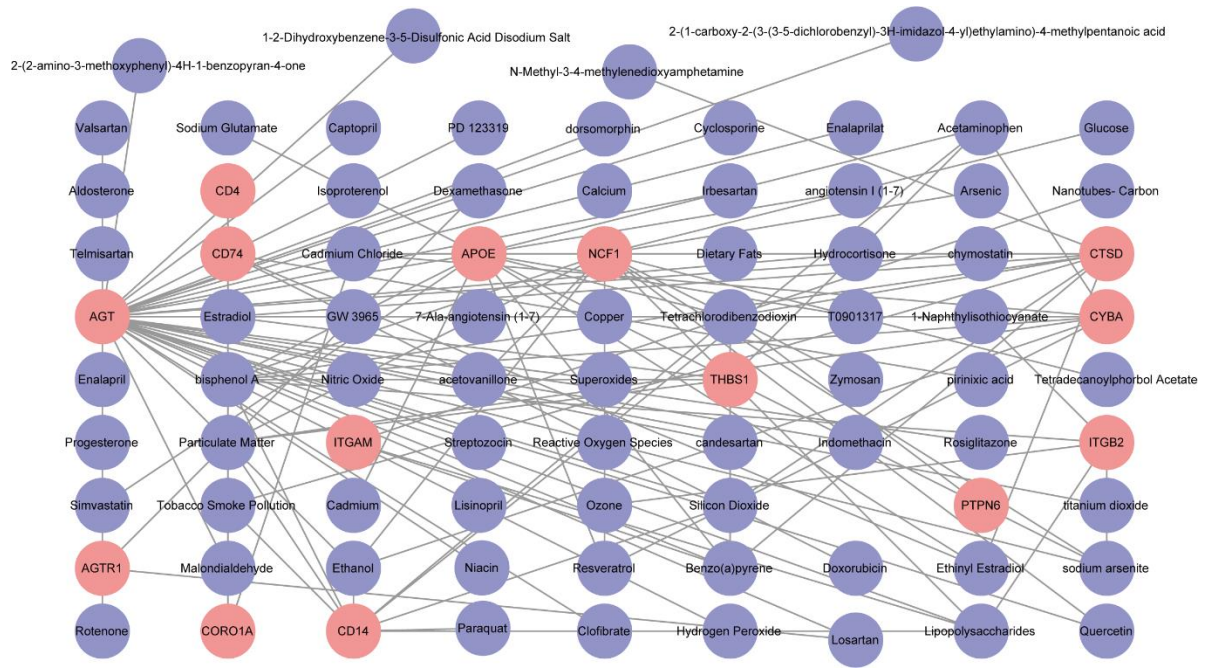 1-2-Dihydroxybenzene-3-5-Disulfonic Acid Disodium Salt
2-(1-carboxy-2-(3-(3-5-dichlorobenzyl)-3H-imidazol-4-yl)ethylamino)-4-methylpentanoic acid
2-(2-amino-3-methoxyphenyl)-4H-1-benzopyran-4-one
N-Methyl-3-4-methylenedioxyamphetamine
Valsartan
Sodium Glutamate
Captopril
PD 123319
dorsomorphin
Cyclosporine
Enalaprilat
Acetaminophen
Glucose
Aldosterone
CD4
Isoproterenol
Dexamethasone
Calcium
Irbesartan
angiotensin I (1-7)
Arsenic
Nanotubes- Carbon
Telmisartan
CD74
Cadmium Chloride
APOE
NCF1
Dietary Fats
Hydrocortisone
chymostatin
CTSD
AGT
Estradiol
GW 3965
7-Ala-angiotensin (1-7)
Copper
Tetrachlorodibenzodioxin
T0901317
1-Naphthylisothiocyanate
CYBA
Enalapril
bisphenol A
Nitric Oxide
acetovanillone
Superoxides
THBS1
Zymosan
pirinixic acid
Tetradecanoylphorbol Acetate
Progesterone
Particulate Matter
ITGAM
Streptozocin
Reactive Oxygen Species
candesartan
Indomethacin
Rosiglitazone
ITGB2
Simvastatin
Tobacco Smoke Pollution
Cadmium
Lisinopril
Ozone
Silicon Dioxide
PTPN6
titanium dioxide
AGTR1
Malondialdehyde
Ethanol
Niacin
Resveratrol
Benzo(a)pyrene
Doxorubicin
Ethinyl Estradiol
sodium arsenite
Rotenone
CORO1A
CD14
Paraquat
Clofibrate
Hydrogen Peroxide
Losartan
Lipopolysaccharides
Quercetin